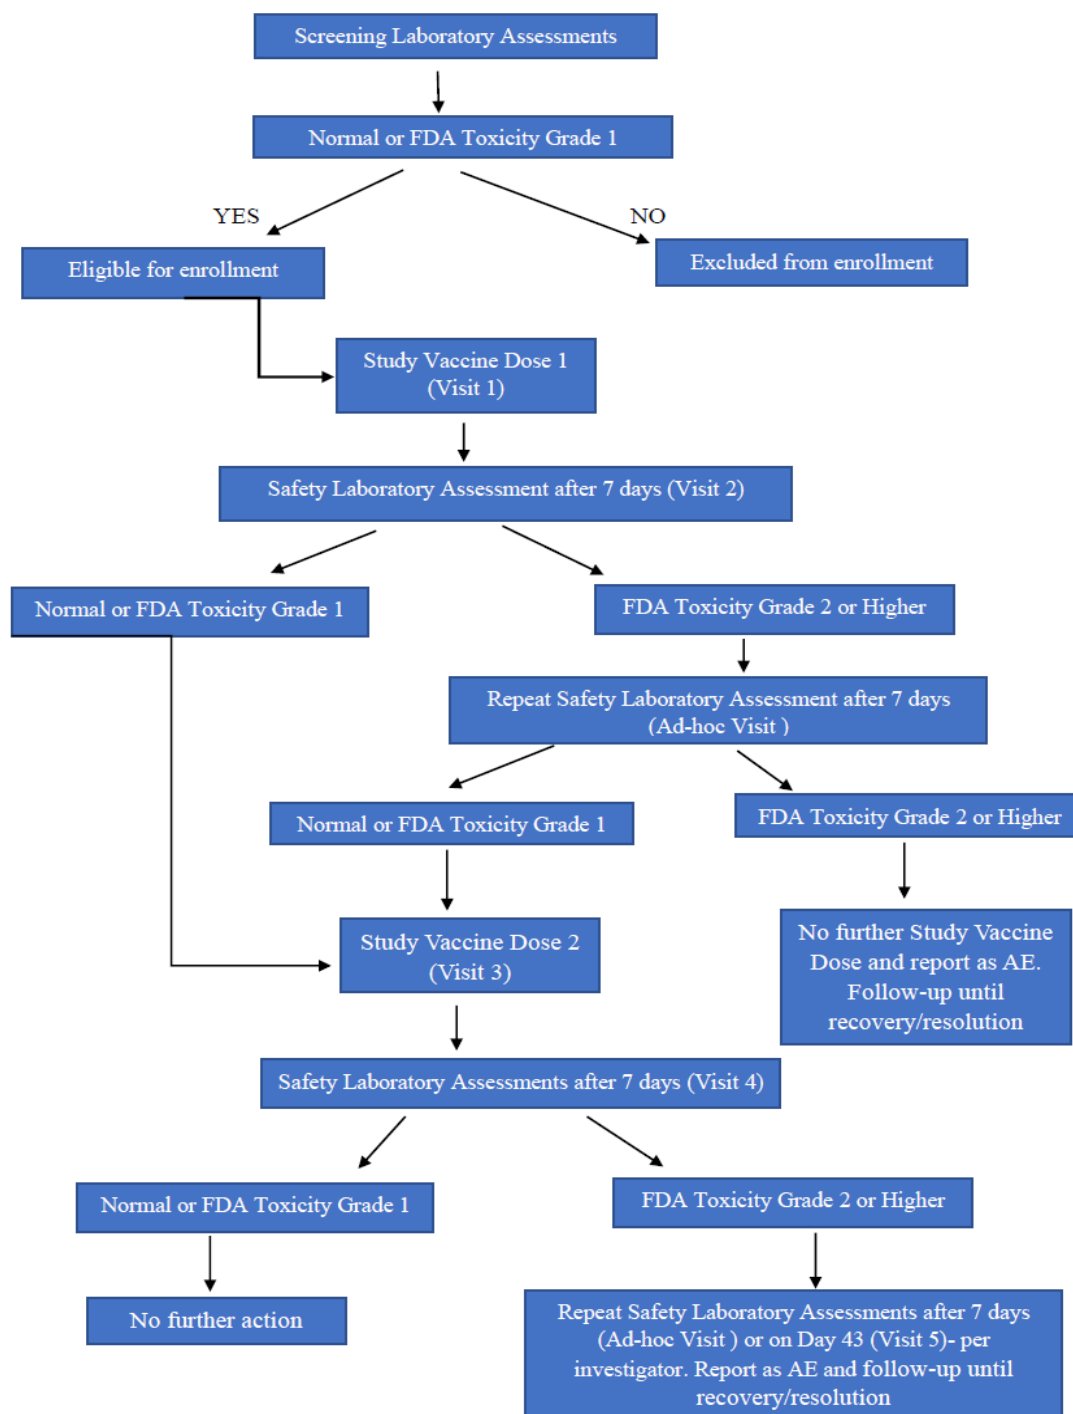 Screening Laboratory Assessments
Normal or FDA Toxicity Grade 1
YES
NO
Eligible for enrollment
Excluded from enrollment
Study Vaccine Dose 1
(Visit 1)
Safety Laboratory Assessment after 7 days (Visit 2)
Normal or FDA Toxicity Grade 1
FDA Toxicity Grade 2 or Higher
Repeat Safety Laboratory Assessment after 7 days
(Ad-hoc Visit )
Normal or FDA Toxicity Grade 1
FDA Toxicity Grade 2 or Higher
Study Vaccine Dose 2
(Visit 3)
No further Study Vaccine
Dose and report as AE.
Follow-up until
recovery/resolution
Safety Laboratory Assessments after 7 days (Visit 4)
Normal or FDA Toxicity Grade 1
FDA Toxicity Grade 2 or Higher
No further action
Repeat Safety Laboratory Assessments after 7 days
(Ad-hoc Visit ) or on Day 43 (Visit 5)- per
investigator. Report as AE and follow-up until
recovery/resolution